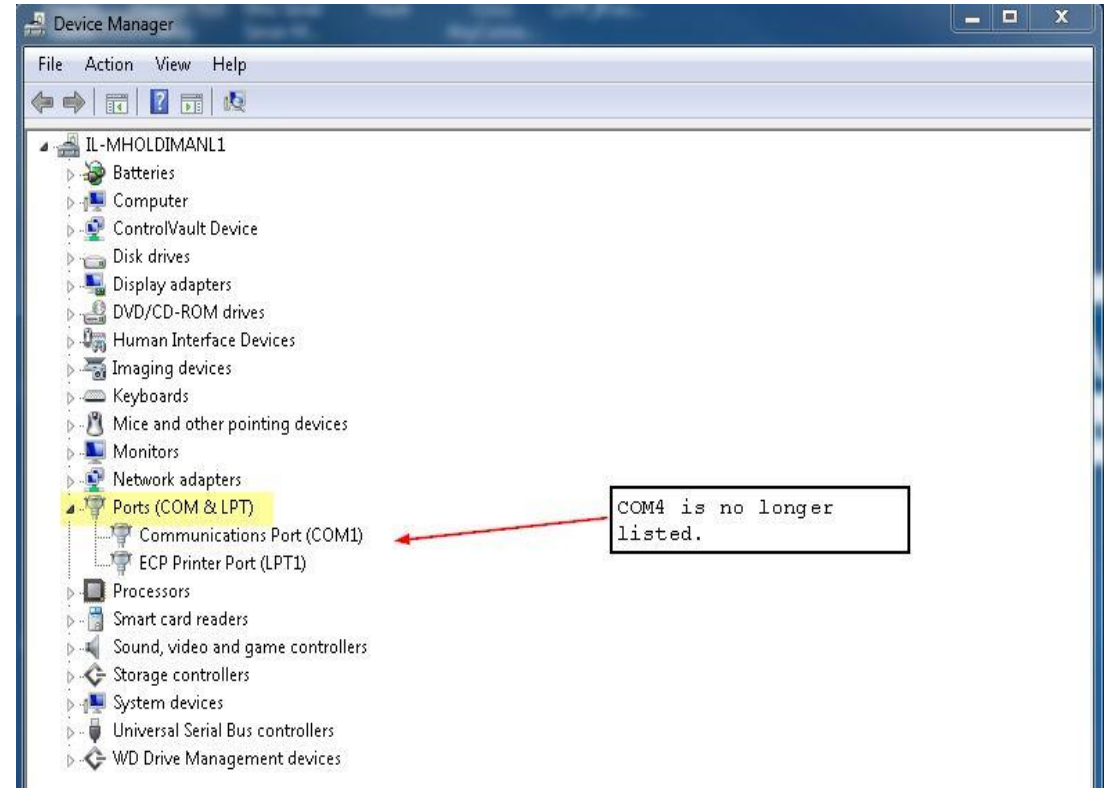 Device Manager
File Action View Help
IL-MHOLDIMANL1
Batteries
Computer
ControlVault Device
Disk drives
Display adapters
DVD/CD-ROM drives
Human Interface Devices
Imaging devices
Keyboards
Mice and other pointing devices
Monitors
Network adapters
Ports (COM & LPT)
Communications Port (COM1)
COM4 is no longer
listed.
ECP Printer Port (LPT1)
Processors
Smart card readers
Sound, video and game controllers
Storage controllers
System devices
Universal Serial Bus controllers
WD Drive Management devices